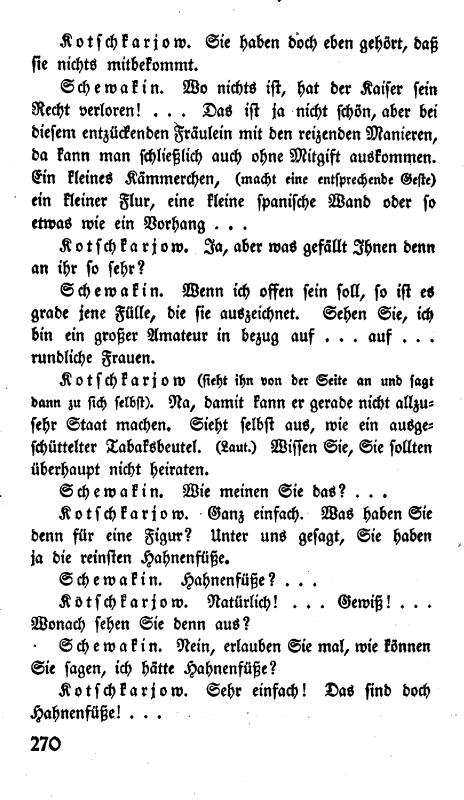 Kotschkarjow. Sie haben doch eben gehört, daß
sie nichts mitbekommt.
Schewakin. Wo nichts ist, hat der Kaiser sein
Recht verloren! . . . Das ist ja nicht schön, aber bei
diesem entzückenden Fräulein mit den reizenden Manieren,
da kann man schließlich auch ohne Mitgift auskommen.
Ein kleines Kämmerchen, (macht eine entsprechende Geste)
ein kleiner Flur, eine kleine spanische Wand oder so
etwas wie ein Vorhang . . .
Kotschkarjow. Ja, aber was gefällt Ihnen denn
an ihr so sehr?
Schewakin. Wenn ich offen sein soll, so ist es
grade jene Fülle, die sie auszeichnet. Sehen Sie, ich
bin ein großer Amateur in bezug auf . . . auf . . .
rundliche Frauen.
Kotschkarjow (sieht ihn von der Seite an und sagt
dann zu sich selbst). Na, damit kann er gerade nicht allzu-
sehr Staat machen. Sieht selbst aus, wie ein ausge-
schüttelter Tabaksbeutel. (Laut.) Wissen Sie, Sie sollten
überhaupt nicht heiraten.
Schewakin. Wie meinen Sie das? . . .
Kotschkarjow. Ganz einfach. Was haben Sie
denn für eine Figur? Unter uns gesagt, Sie haben
ja die reinsten Hahnenfüße.
Schewakin. Hahnenfüße? . . .
Kotschkarjow. Natürlich! . . . Gewiß! . . .
Wonach sehen Sie denn aus?
Schewakin. Nein, erlauben Sie mal, wie können
Sie sagen, ich hätte Hahnenfüße?
Kotschkarjow. Sehr einfach! Das sind doch
Hahnenfüße! . . .
270